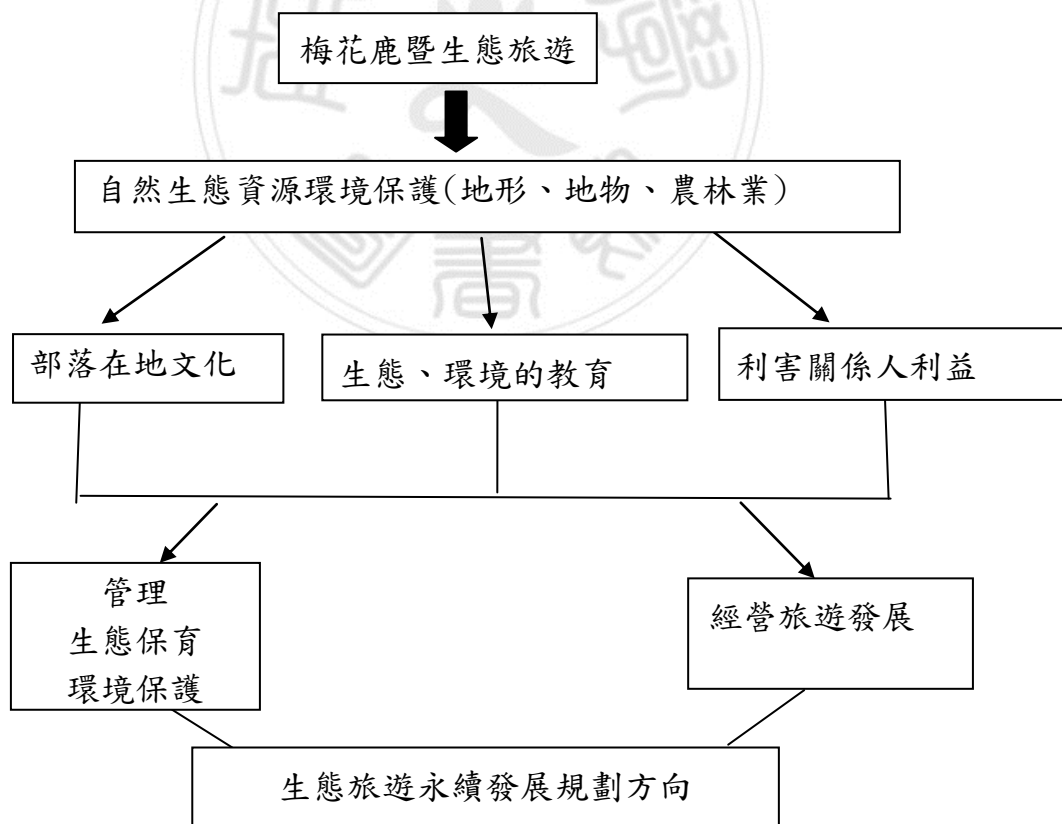 梅花鹿暨生態旅遊
自然生態資源環境保護(地形、地物、農林業)
部落在地文化
生態、環境的教育
利害關係人利益
管理
生態保育
環境保護
經營旅遊發展
生態旅遊永續發展規劃方向